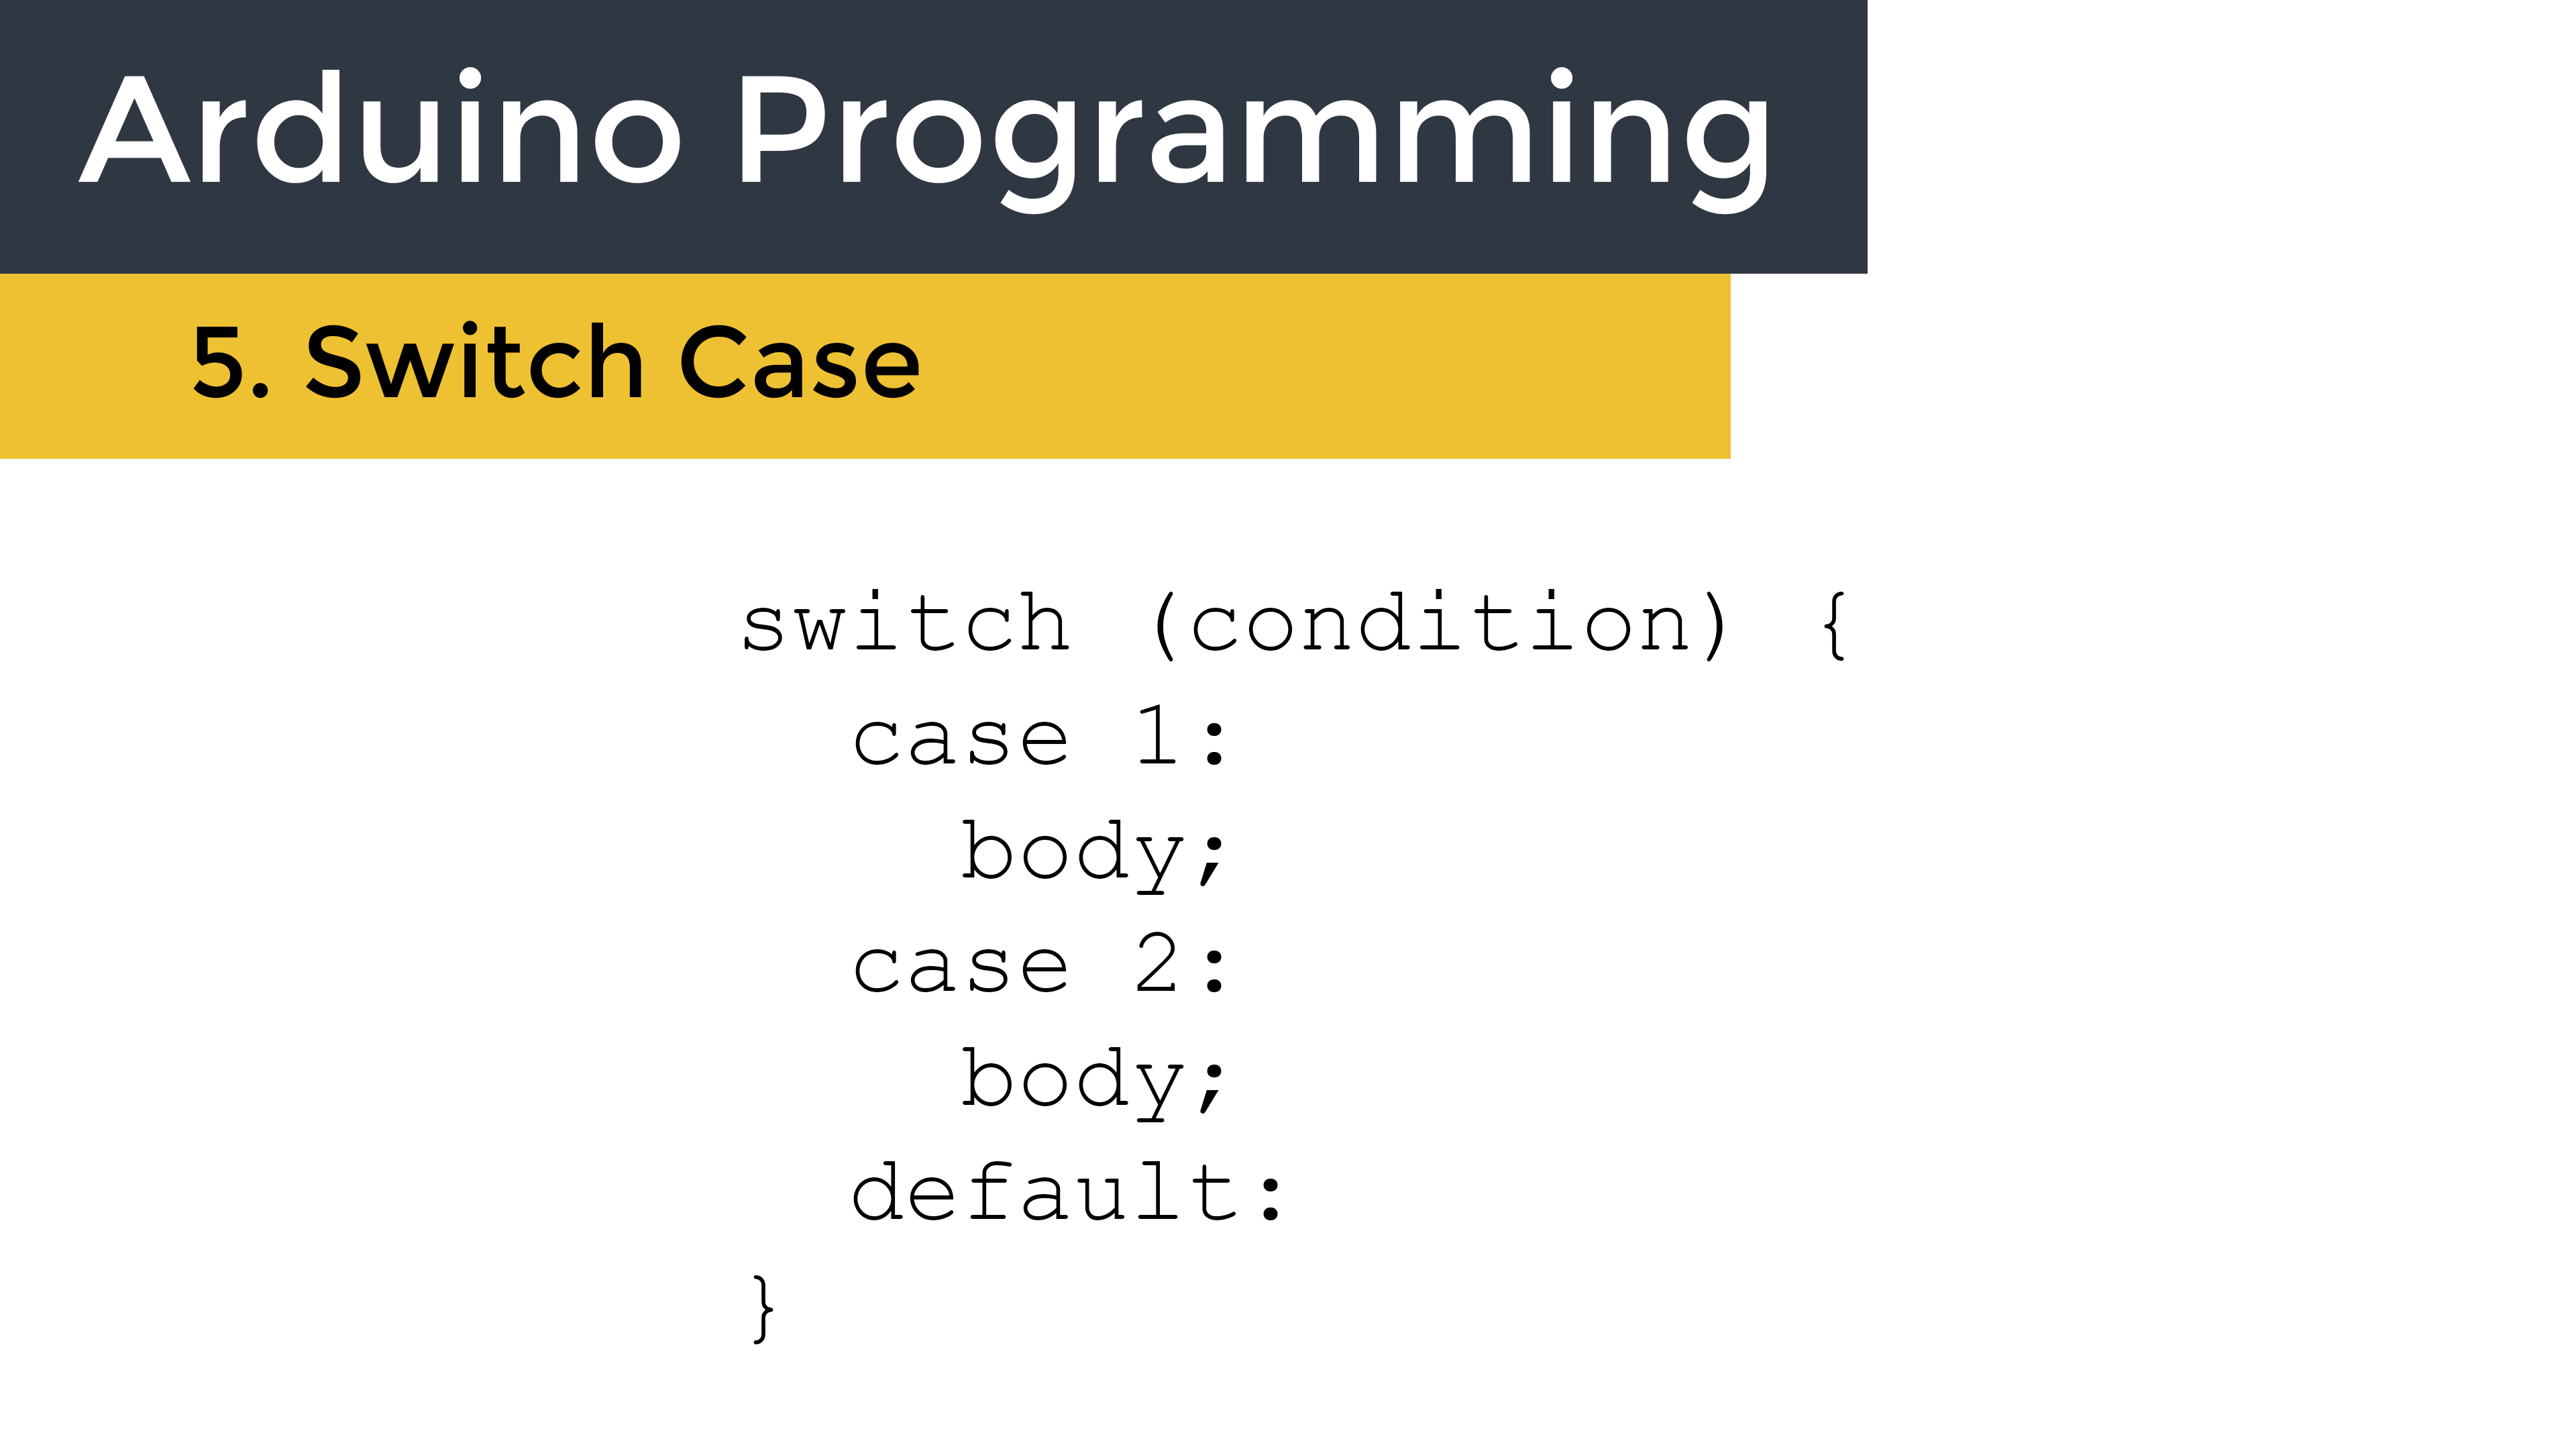 Arduino Programming
5. Switch Case
switch (condition) {
  case 1:
    body;
  case 2:
    body;
  default:
}